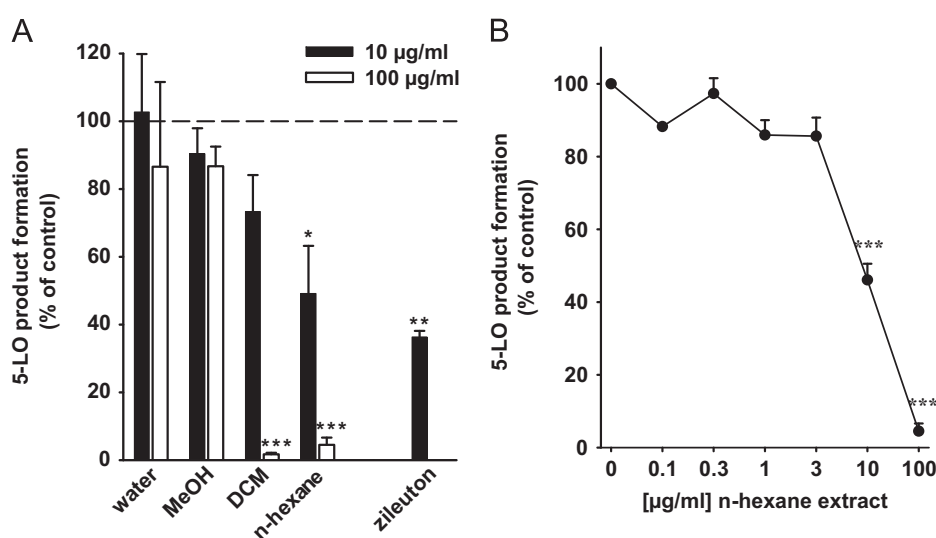 A
120
100
80
60
40
20
0
5-LO product formation
(% of control)
10 µg/ml
100 µg/ml
*
**
***
***
water
MeOH
DCM
n-hexane
zileuton
B
100
80
60
40
20
0
5-LO product formation
(% of control)
***
***
0 0.1 0.3 1 3 10 100
[µg/ml] n-hexane extract